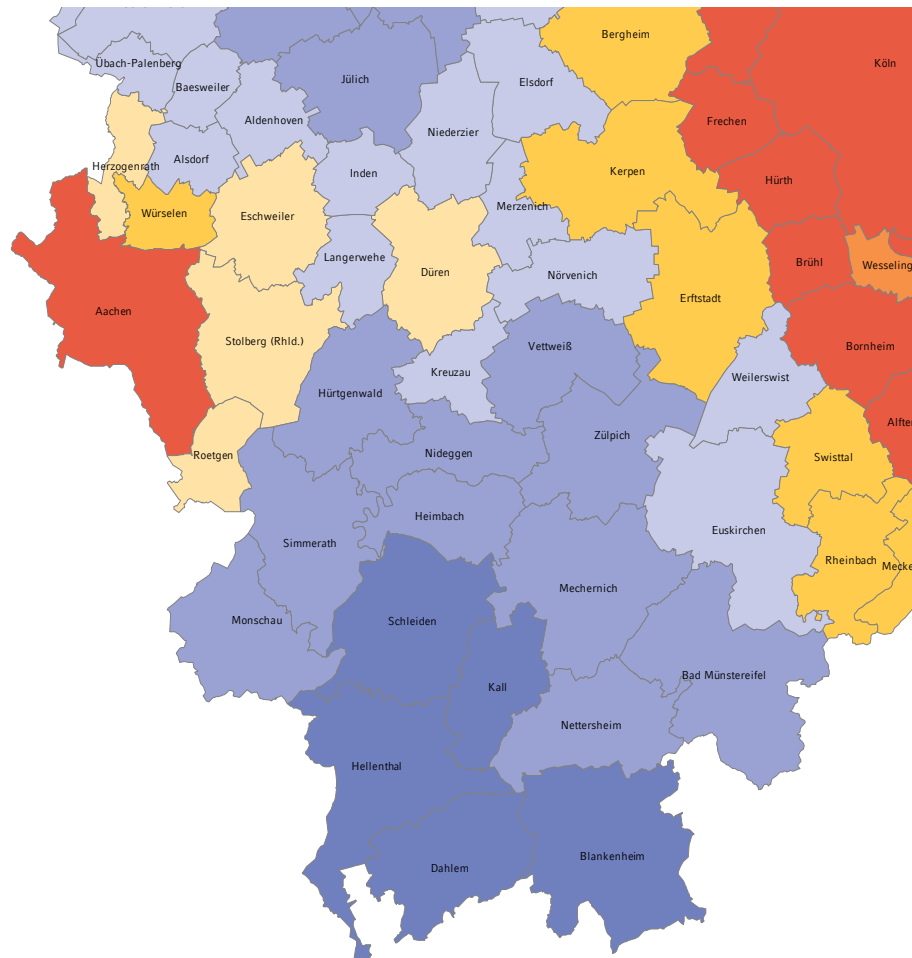 Bergheim
Köln
Übach-Palenberg
Jülich
Elsdorf
Baesweiler
Aldenhoven
Frechen
Niederzier
Alsdorf
Herzogenrath
Inden
Kerpen
Hürth
Würselen
Eschweiler
Merzenich
Langerwehe
Düren
Nörvenich
Brühl
Wesseling
Erftstadt
Aachen
Stolberg (Rhld.)
Vettweiß
Bornheim
Kreuzau
Weilerswist
Hürtgenwald
Alfter
Zülpich
Roetgen
Nideggen
Swisttal
Heimbach
Euskirchen
Simmerath
Rheinbach
Mecke
Mechernich
Monschau
Schleiden
Kall
Bad Münstereifel
Nettersheim
Hellenthal
Blankenheim
Dahlem